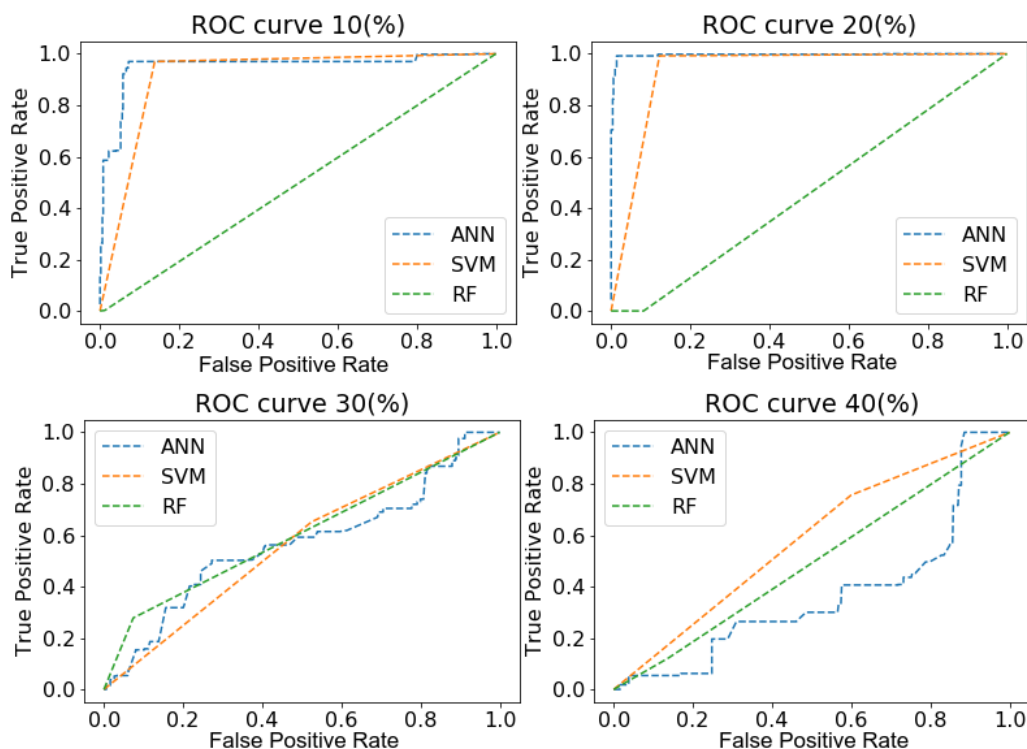 ROC curve 10(%)
True Positive Rate
1.0
0.8
0.6
0.4
0.2
0.0
ANN
SVM
RF
0.0 0.2 0.4 0.6 0.8 1.0
False Positive Rate
ROC curve 20(%)
True Positive Rate
1.0
0.8
0.6
0.4
0.2
0.0
ANN
SVM
RF
0.0 0.2 0.4 0.6 0.8 1.0
False Positive Rate
ROC curve 30(%)
True Positive Rate
1.0
0.8
0.6
0.4
0.2
0.0
ANN
SVM
RF
0.0 0.2 0.4 0.6 0.8 1.0
False Positive Rate
ROC curve 40(%)
True Positive Rate
1.0
0.8
0.6
0.4
0.2
0.0
ANN
SVM
RF
0.0 0.2 0.4 0.6 0.8 1.0
False Positive Rate